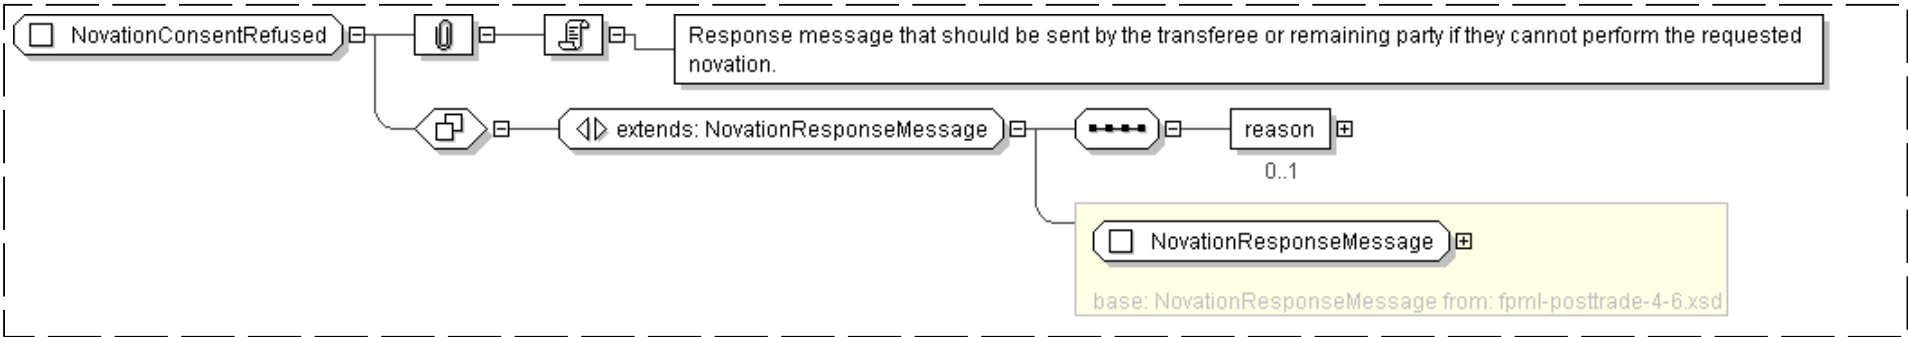 NovationConsentRefused
Response message that should be sent by the transferee or remaining party if they cannot perform the requested
novation.
extends: NovationResponseMessage
reason
0..1
NovationResponseMessage
base: NovationResponseMessage from: fpml-posttrade-4-6.xsd